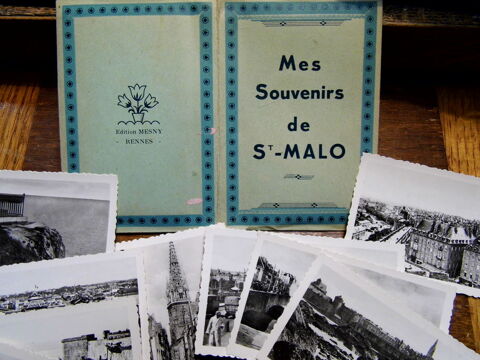 Edition MESNY
- RENNES -
Mes
Souvenirs
de
ST-MALO